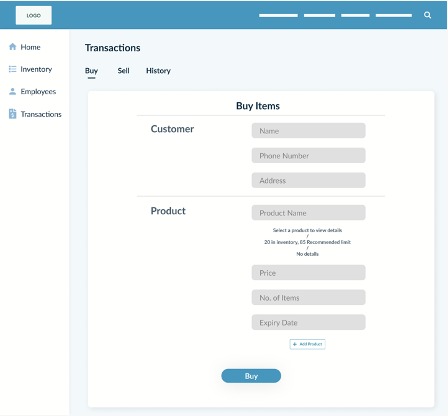 LOGO
Home
Inventory
Employees
Transactions
Transactions
Buy Sell History
Buy Items
Customer
Name
Phone Number
Address
Product
Product Name
Select a product to view details
/
20 in inventory, 85 Recommended limit
/
No details
Price
No. of Items
Expiry Date
+ Add Product
Buy